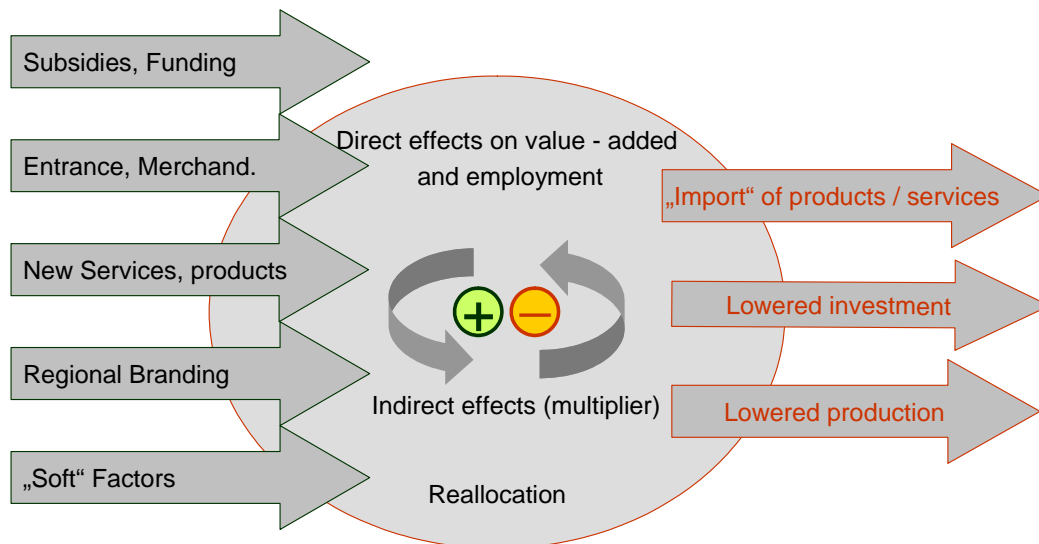 Subsidies, Funding
Entrance, Merchand.
New Services, products
Regional Branding
„Soft“ Factors
Direct effects on value - added
and employment
+ −
Indirect effects (multiplier)
Reallocation
„Import“ of products / services
Lowered investment
Lowered production